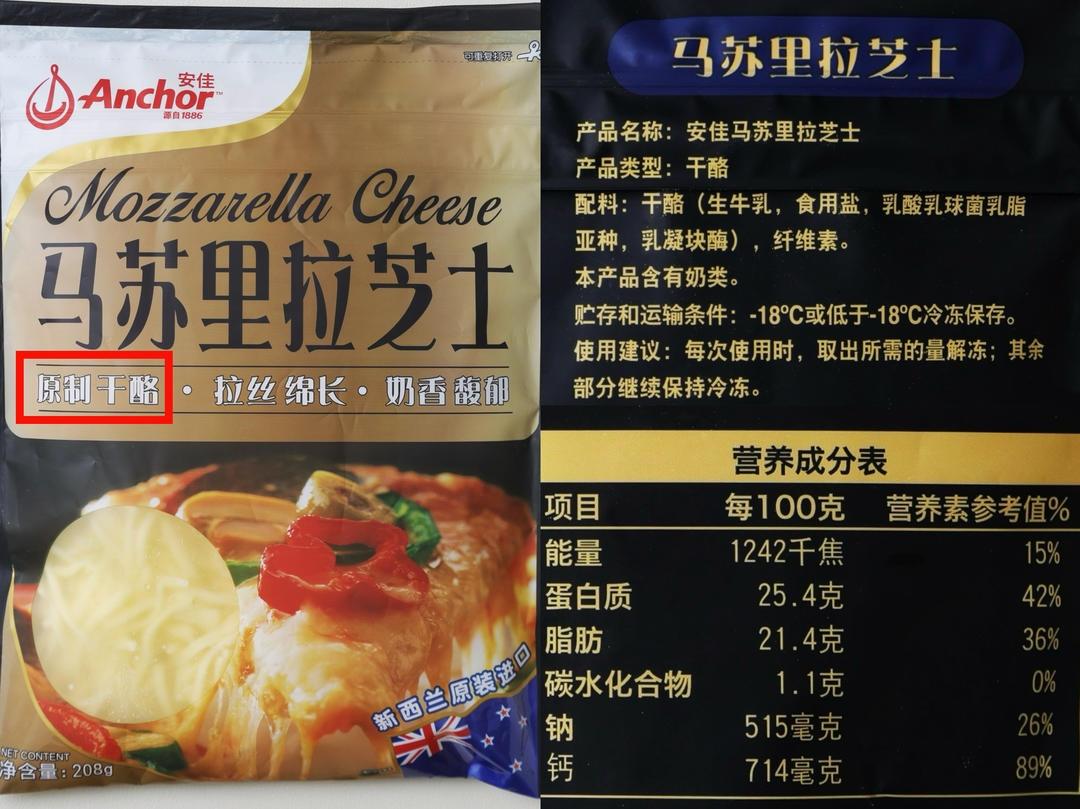 可重复打开
安佳
Anchor™
源自1886
Mozzarella Cheese
马苏里拉芝士
原制干酪 · 拉丝绵长 · 奶香馥郁
新西兰原装进口
NET CONTENT
净含量: 208g
马苏里拉芝士
产品名称: 安佳马苏里拉芝士
产品类型: 干酪
配料: 干酪（生牛乳, 食用盐, 乳酸乳球菌乳脂
亚种, 乳凝块酶）, 纤维素。
本产品含有奶类。
贮存和运输条件: -18℃或低于-18℃冷冻保存。
使用建议: 每次使用时, 取出所需的量解冻; 其余
部分继续保持冷冻。
营养成分表
项目 每100克 营养素参考值%
能量 1242千焦 15%
蛋白质 25.4克 42%
脂肪 21.4克 36%
碳水化合物 1.1克 0%
钠 515毫克 26%
钙 714毫克 89%